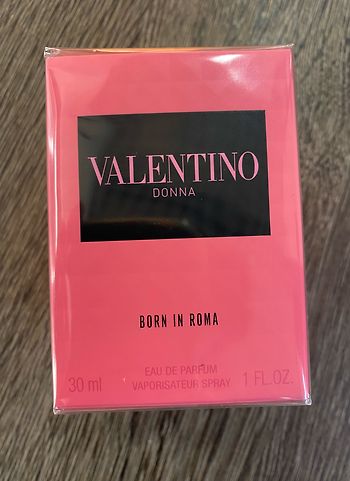 VALENTINO
DONNA
BORN IN ROMA
EAU DE PARFUM
30 ml VAPORISATEUR SPRAY 1 FL.OZ.